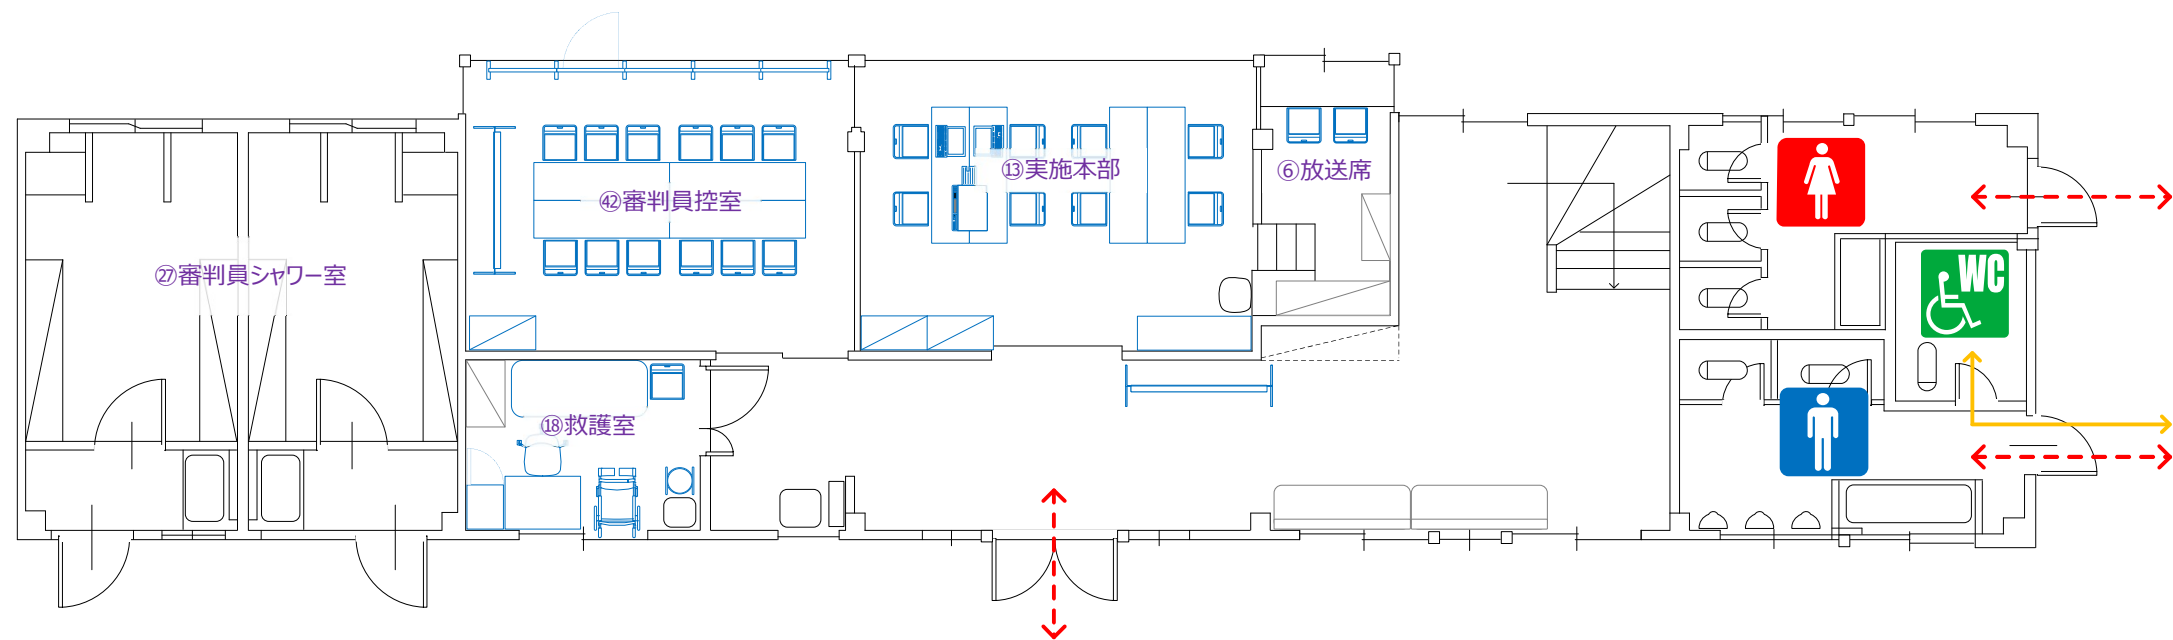 ⑬実施本部
⑥放送席
㊷審判員控室
㉗審判員シャワー室
⑱救護室
WC